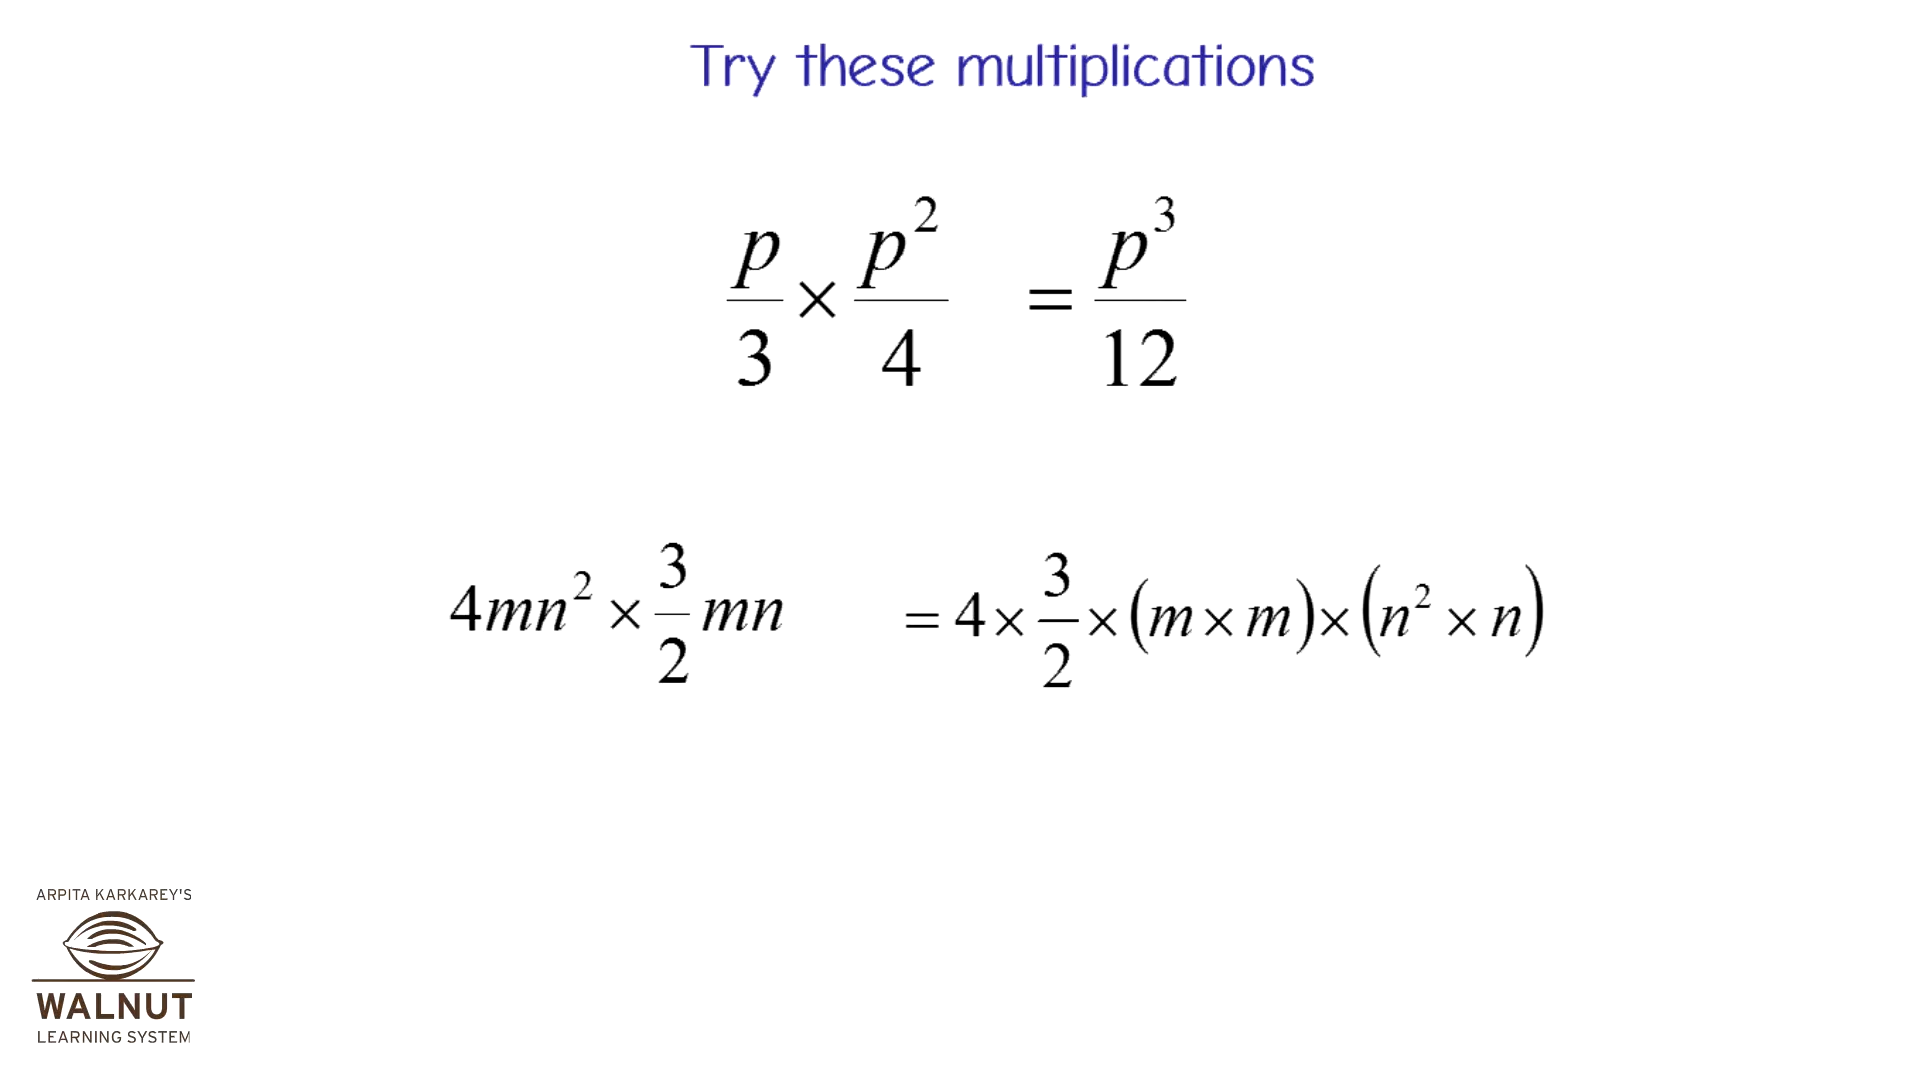 Try these multiplications
p/3 × p²/4 = p³/12
4mn² × 3/2 mn = 4 × 3/2 × (m × m) × (n² × n)
ARPITA KARKAREY'S
WALNUT
LEARNING SYSTEM